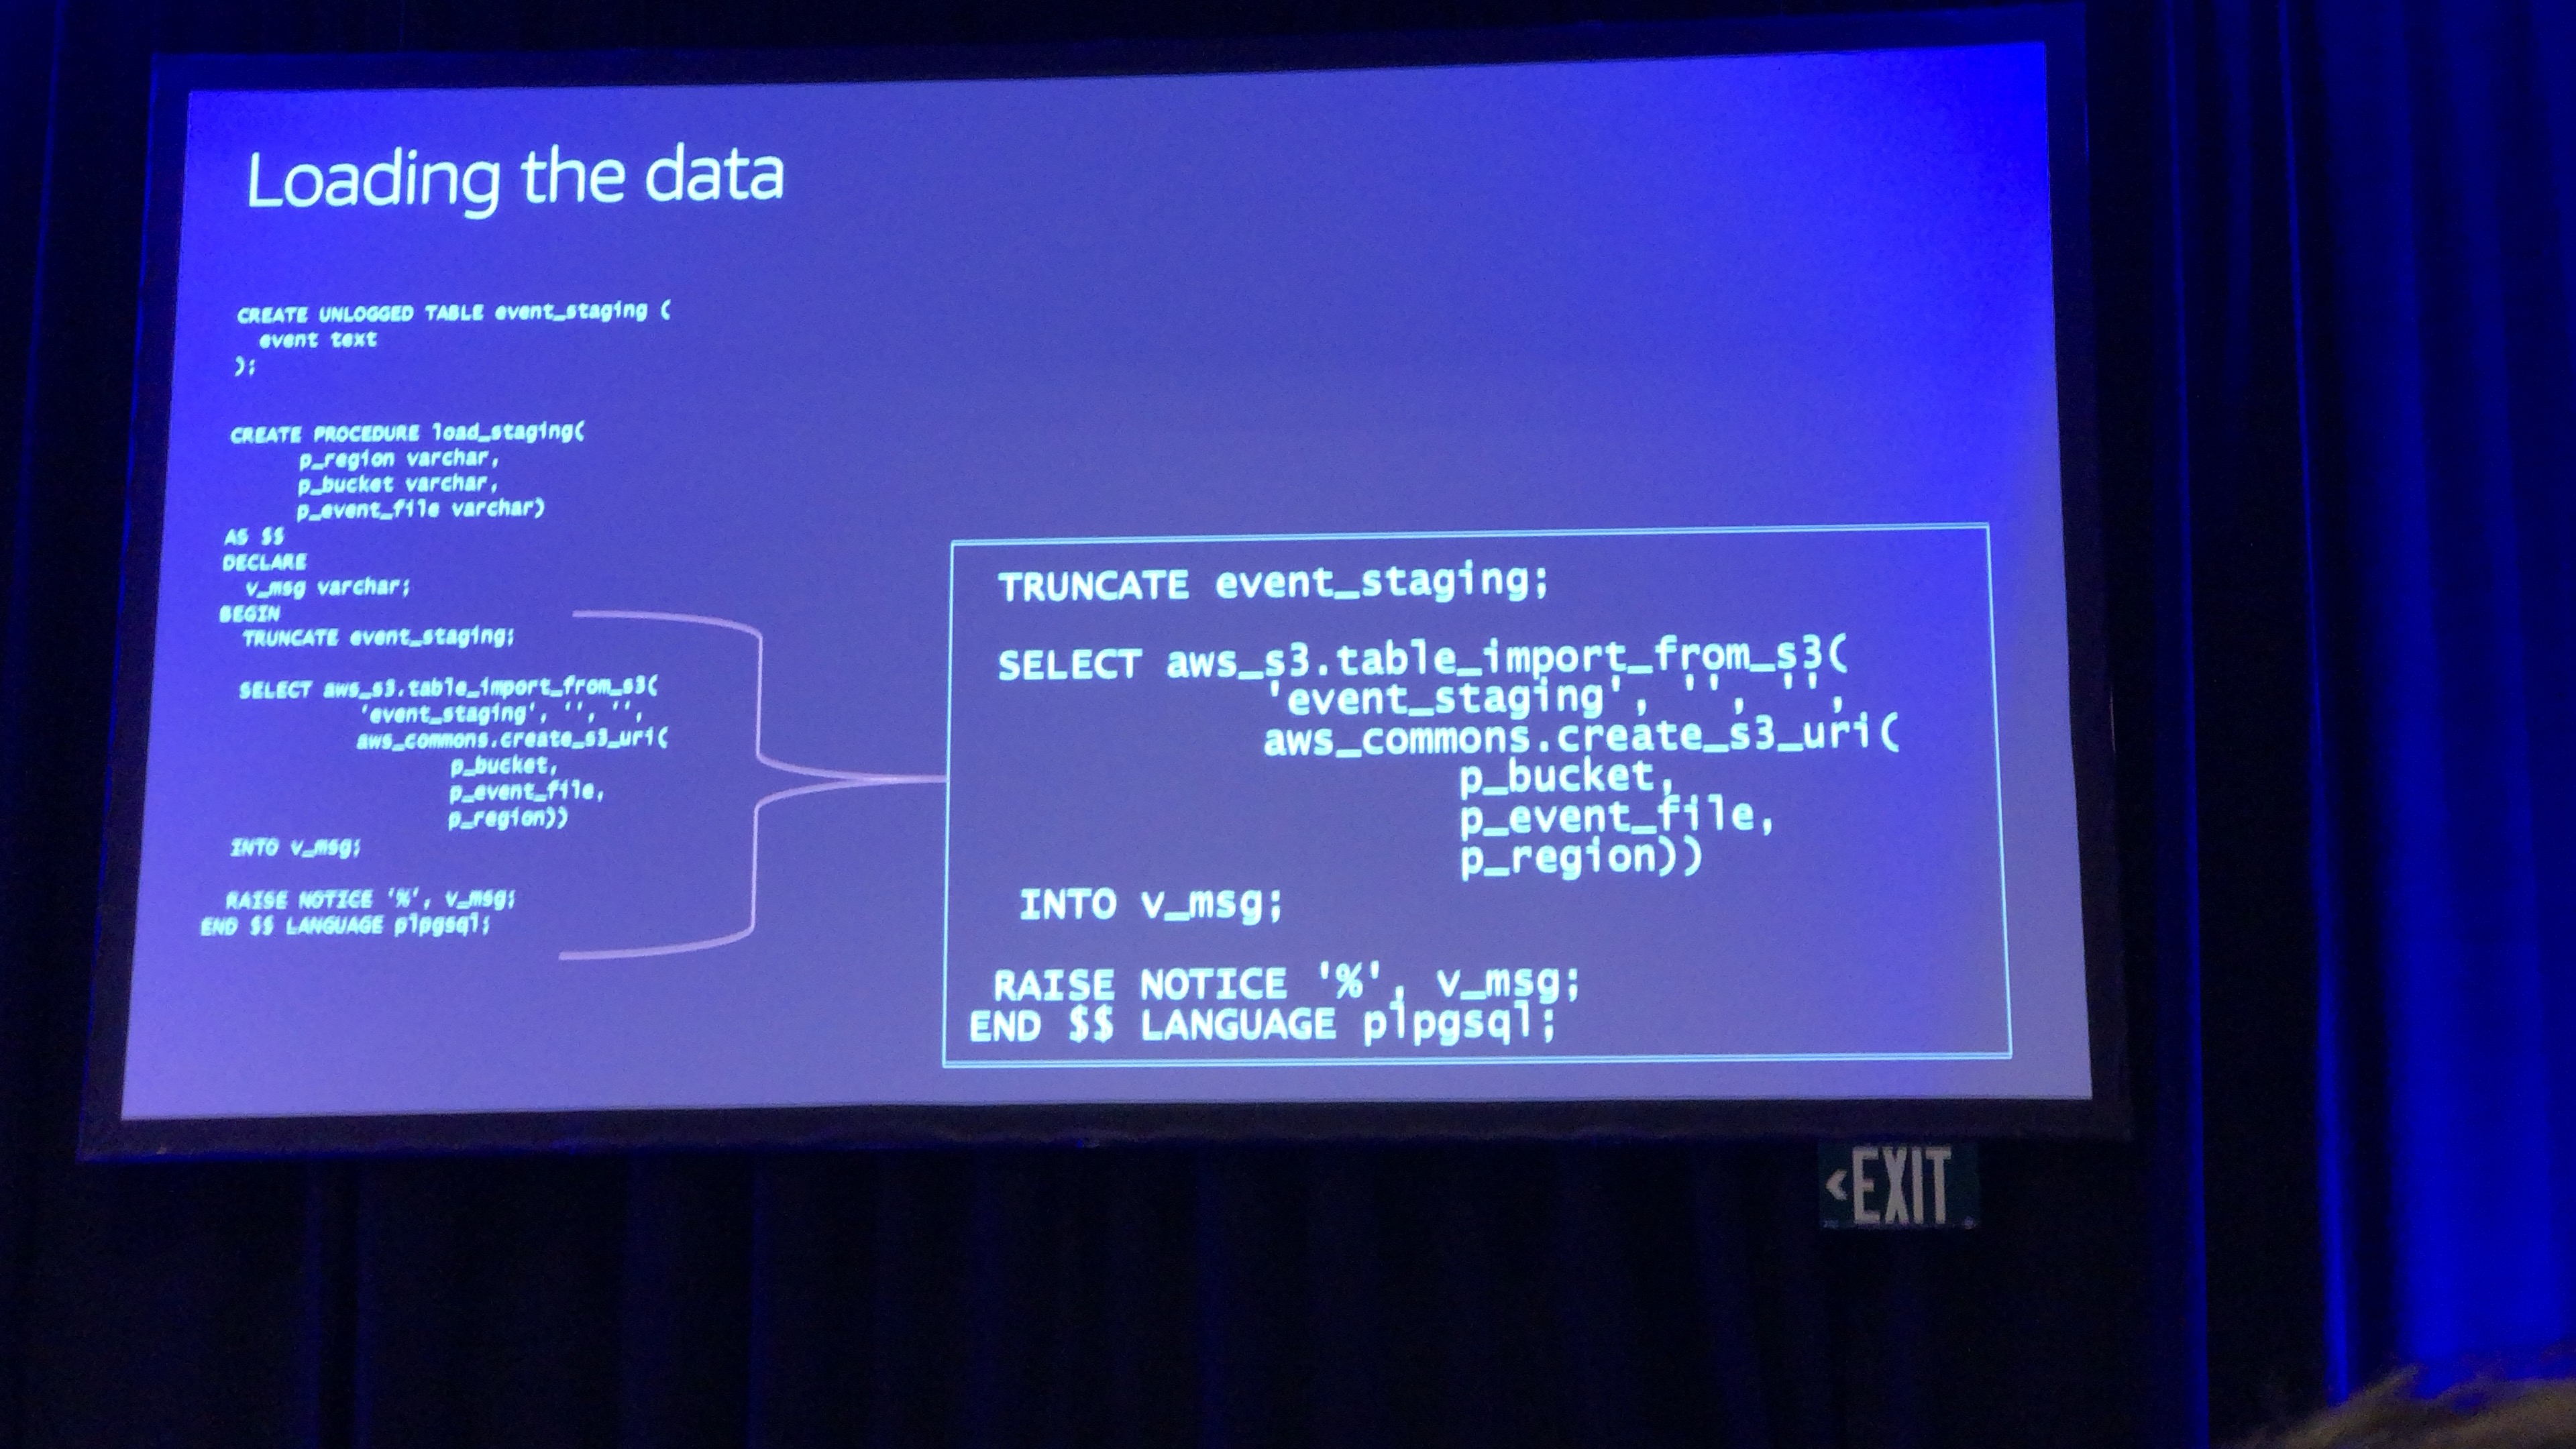 Loading the data
CREATE UNLOGGED TABLE event_staging (
event text
);
CREATE PROCEDURE load_staging(
p_region varchar,
p_bucket varchar,
p_event_file varchar)
AS $$
DECLARE
v_msg varchar;
BEGIN
TRUNCATE event_staging;
SELECT aws_s3.table_import_from_s3(
'event_staging', '', '',
aws_commons.create_s3_uri(
p_bucket,
p_event_file,
p_region))
INTO v_msg;
RAISE NOTICE '%', v_msg;
END $$ LANGUAGE plpgsql;
TRUNCATE event_staging;
SELECT aws_s3.table_import_from_s3(
'event_staging', '', '',
aws_commons.create_s3_uri(
p_bucket,
p_event_file,
p_region))
INTO v_msg;
RAISE NOTICE '%', v_msg;
END $$ LANGUAGE plpgsql;
<EXIT